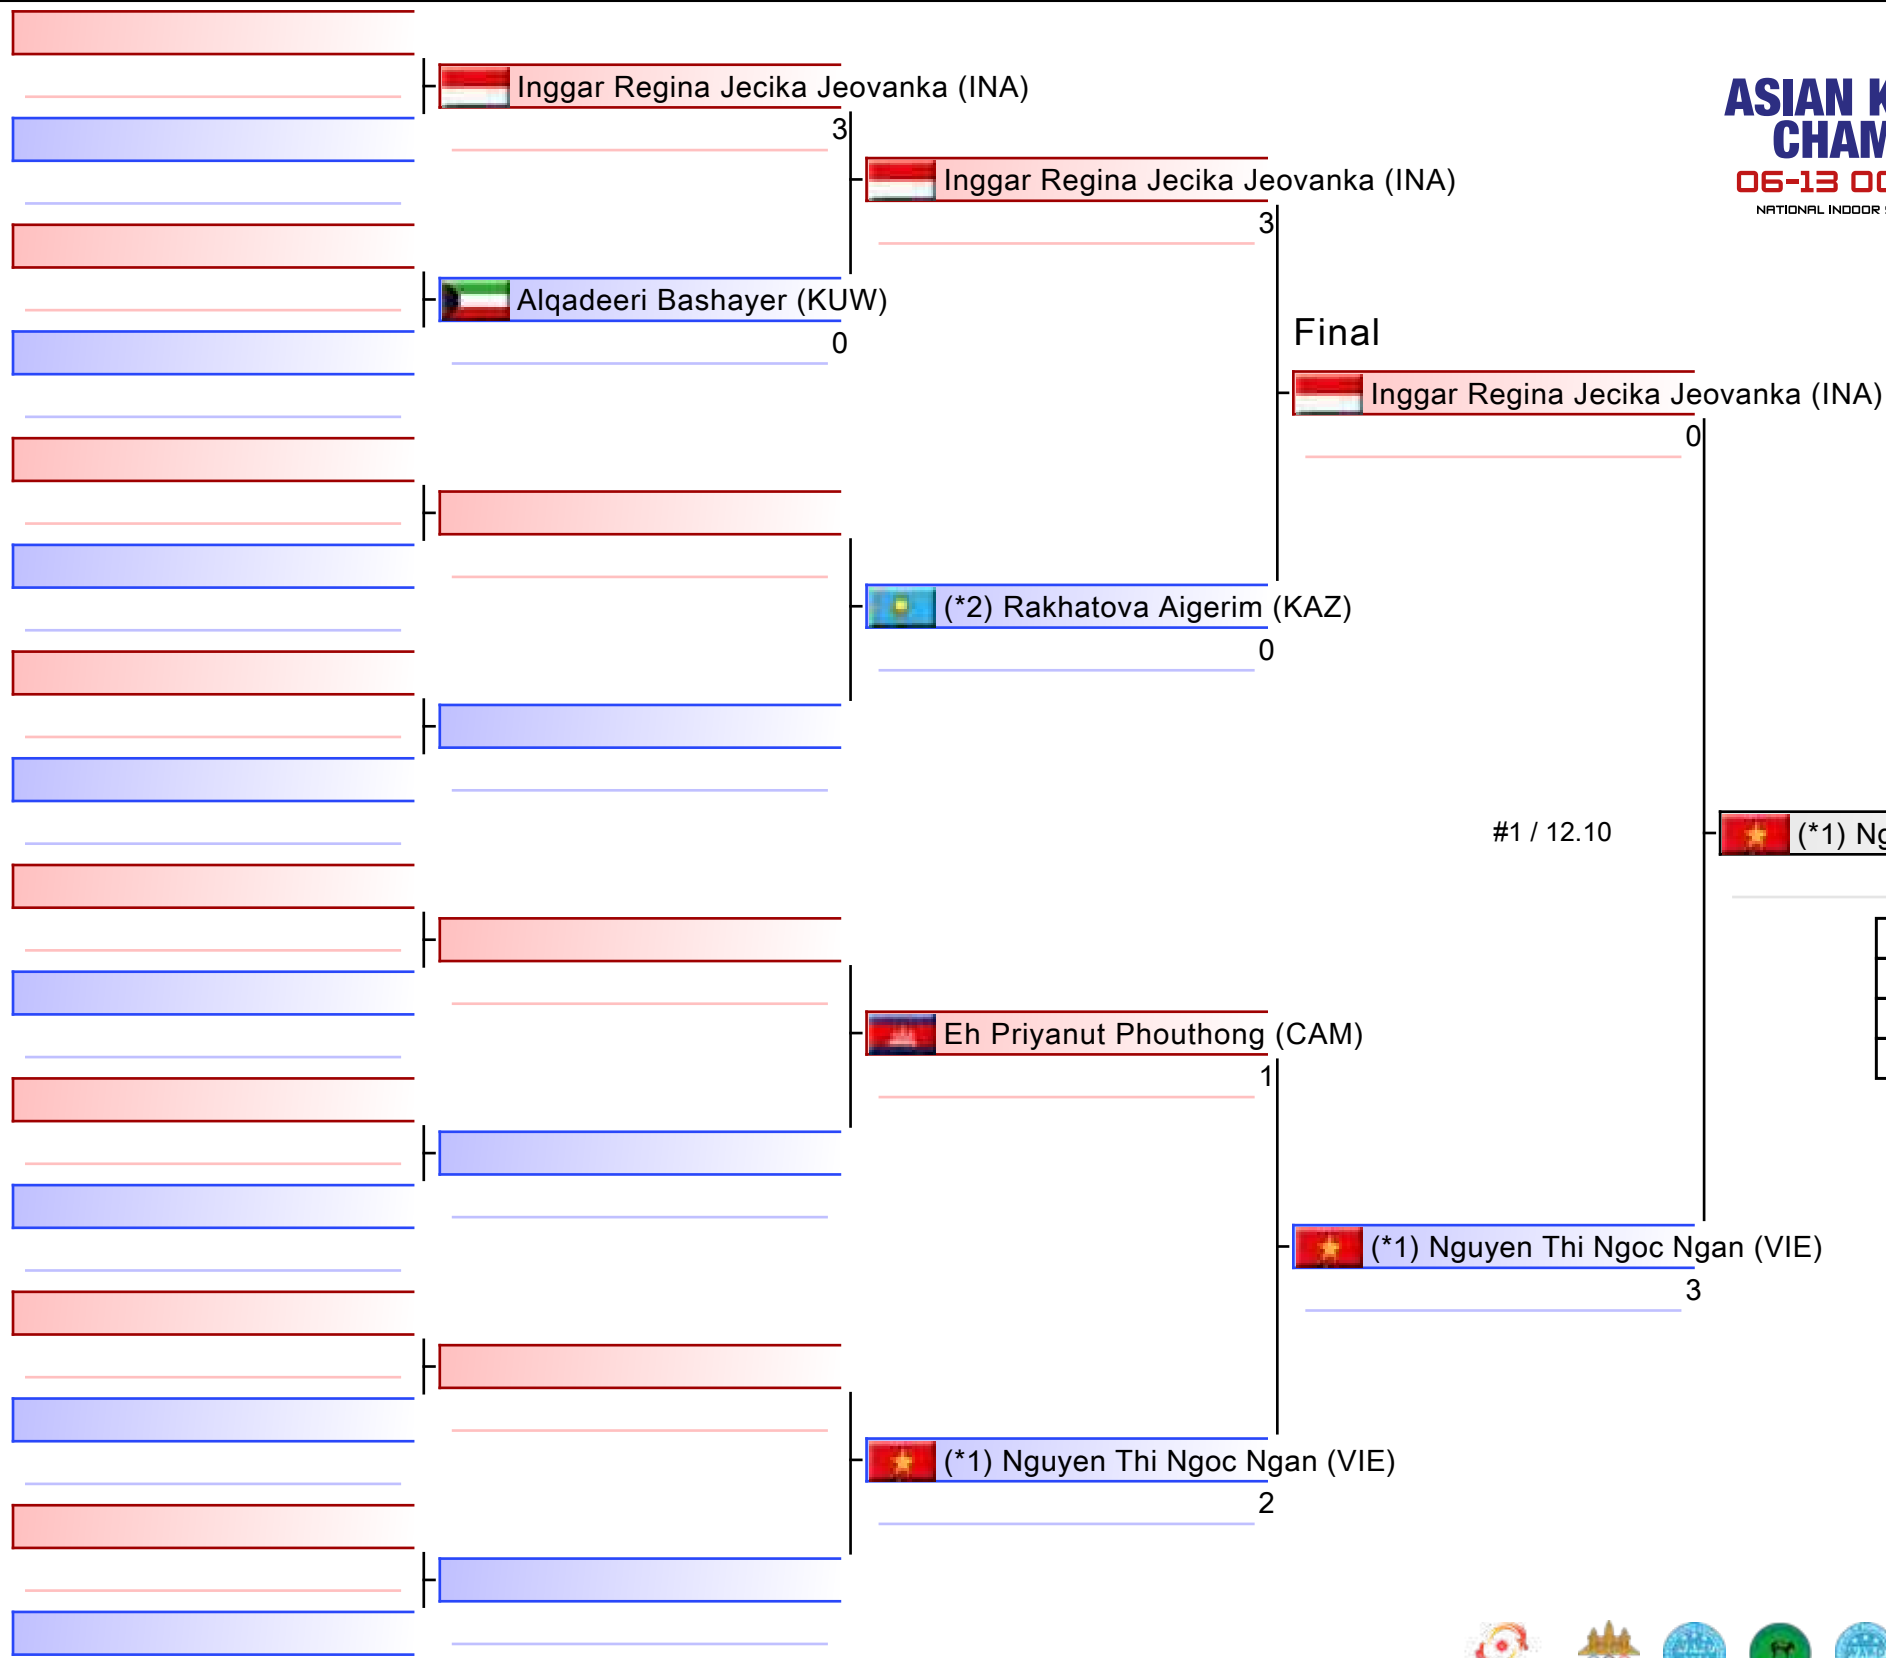 Inggar Regina Jecika Jeovanka (INA)
3
Alqadeeri Bashayer (KUW)
0
Inggar Regina Jecika Jeovanka (INA)
3
(*2) Rakhatova Aigerim (KAZ)
0
Eh Priyanut Phouthong (CAM)
1
(*1) Nguyen Thi Ngoc Ngan (VIE)
2
Final
Inggar Regina Jecika Jeovanka (INA)
0
#1 / 12.10
(*1) Nguyen Thi Ngoc Ngan (VIE)
3
ASIAN K
CHAM
06-13 OC
NATIONAL INDOOR
(*1) Ng